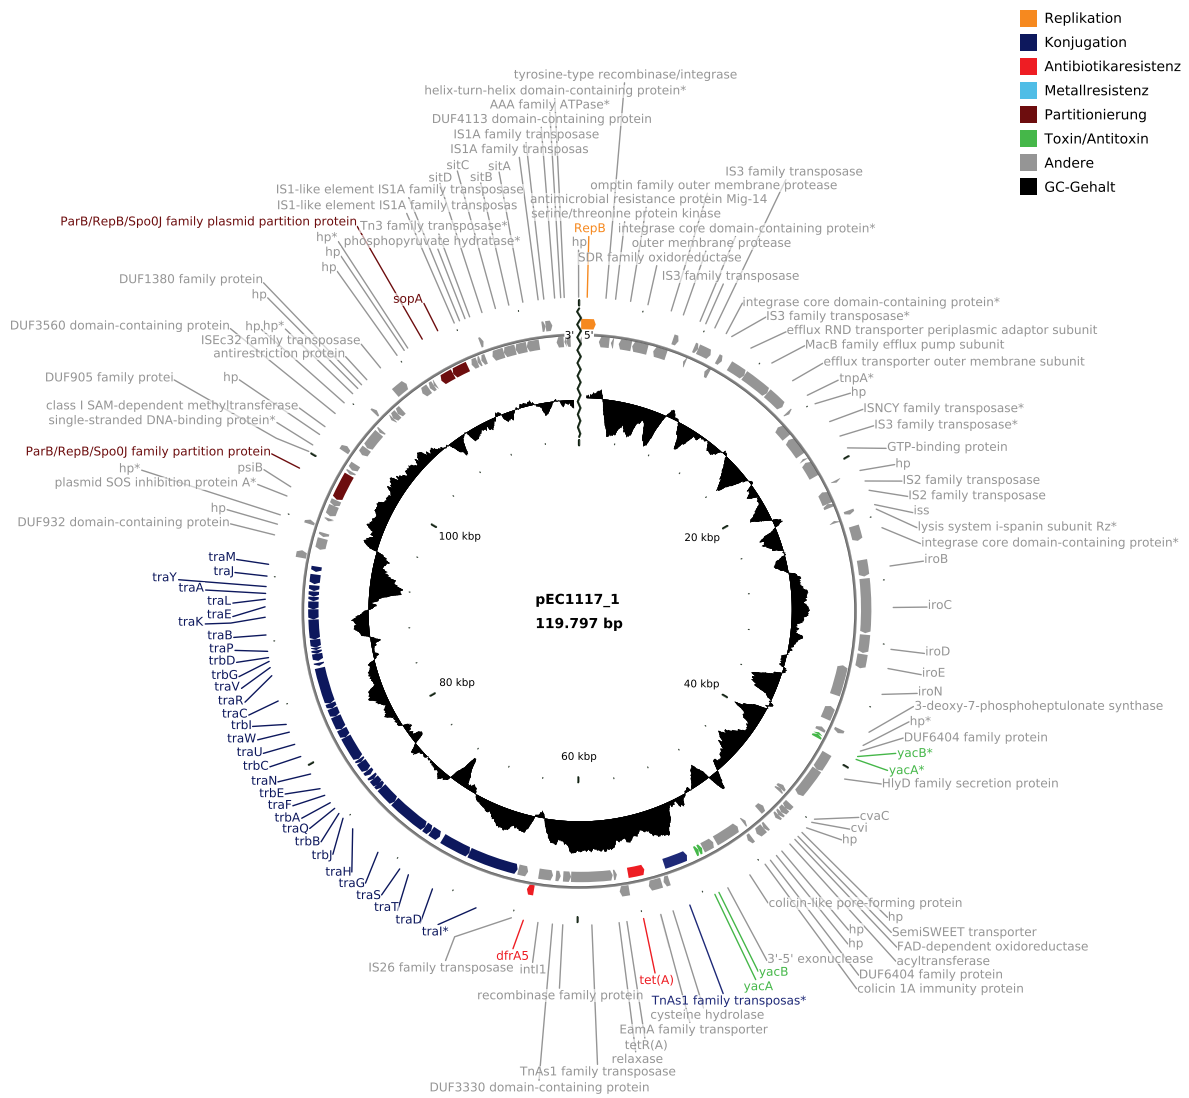 Replikation
Konjugation
Antibiotikaresistenz
Metallresistenz
Partitionierung
Toxin/Antitoxin
Andere
GC-Gehalt
tyrosine-type recombinase/integrase
helix-turn-helix domain-containing protein*
AAA family ATPase*
DUF4113 domain-containing protein
IS1A family transposase
IS1A family transposas
sitC
sitA
sitD
sitB
IS1-like element IS1A family transposase
IS1-like element IS1A family transposas
ParB/RepB/Spo0J family plasmid partition protein
Tn3 family transposase*
hp*
phosphopyruvate hydratase*
hp
hp
DUF1380 family protein
hp
sopA
DUF3560 domain-containing protein
hp
hp*
ISEc32 family transposase
antirestriction protein
DUF905 family protei
hp
class I SAM-dependent methyltransferase
single-stranded DNA-binding protein*
ParB/RepB/Spo0J family partition protein
hp*
psiB
plasmid SOS inhibition protein A*
hp
DUF932 domain-containing protein
IS3 family transposase
omptin family outer membrane protease
antimicrobial resistance protein Mig-14
serine/threonine protein kinase
RepB
integrase core domain-containing protein*
hp
outer membrane protease
SDR family oxidoreductase
IS3 family transposase
integrase core domain-containing protein*
IS3 family transposase*
efflux RND transporter periplasmic adaptor subunit
MacB family efflux pump subunit
efflux transporter outer membrane subunit
tnpA*
hp
ISNCY family transposase*
IS3 family transposase*
GTP-binding protein
hp
IS2 family transposase
IS2 family transposase
iss
lysis system i-spanin subunit Rz*
integrase core domain-containing protein*
iroB
iroC
iroD
iroE
iroN
3-deoxy-7-phosphoheptulonate synthase
hp*
DUF6404 family protein
yacB*
yacA*
HlyD family secretion protein
cvaC
cvi
hp
colicin-like pore-forming protein
hp
hp
SemiSWEET transporter
hp
FAD-dependent oxidoreductase
3'-5' exonuclease
acyltransferase
yacB
DUF6404 family protein
yacA
colicin 1A immunity protein
3'
5'
100 kbp
20 kbp
pEC1117_1
119.797 bp
80 kbp
40 kbp
60 kbp
traM
traJ
traY
traA
traL
traE
traK
traB
traP
trbD
trbG
traV
traR
traC
trbI
traW
traU
trbC
traN
trbE
traF
trbA
traQ
trbB
trbJ
traH
traG
traS
traT
traD
traI*
dfrA5
IS26 family transposase
intI1
tet(A)
recombinase family protein
TnAs1 family transposas*
cysteine hydrolase
EamA family transporter
tetR(A)
relaxase
TnAs1 family transposase
DUF3330 domain-containing protein